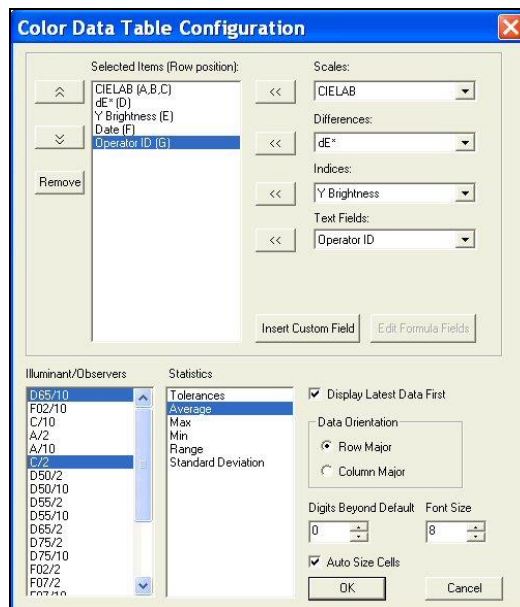 Color Data Table Configuration
Selected Items (Row position):
CIELAB (A,B,C)
dE* (D)
Y Brightness (E)
Date (F)
Operator ID (G)
Remove
Scales:
<<
CIELAB
Differences:
<<
dE*
Indices:
<<
Y Brightness
Text Fields:
<<
Operator ID
Insert Custom Field
Edit Formula Fields
Illuminant/Observers
D65/10
F02/10
C/10
A/2
A/10
C/2
D50/2
D50/10
D55/2
D55/10
D65/2
D75/2
D75/10
F02/2
F07/2
F07/10
Statistics
Tolerances
Average
Max
Min
Range
Standard Deviation
Display Latest Data First
Data Orientation
Row Major
Column Major
Digits Beyond Default
0
Font Size
8
Auto Size Cells
OK
Cancel